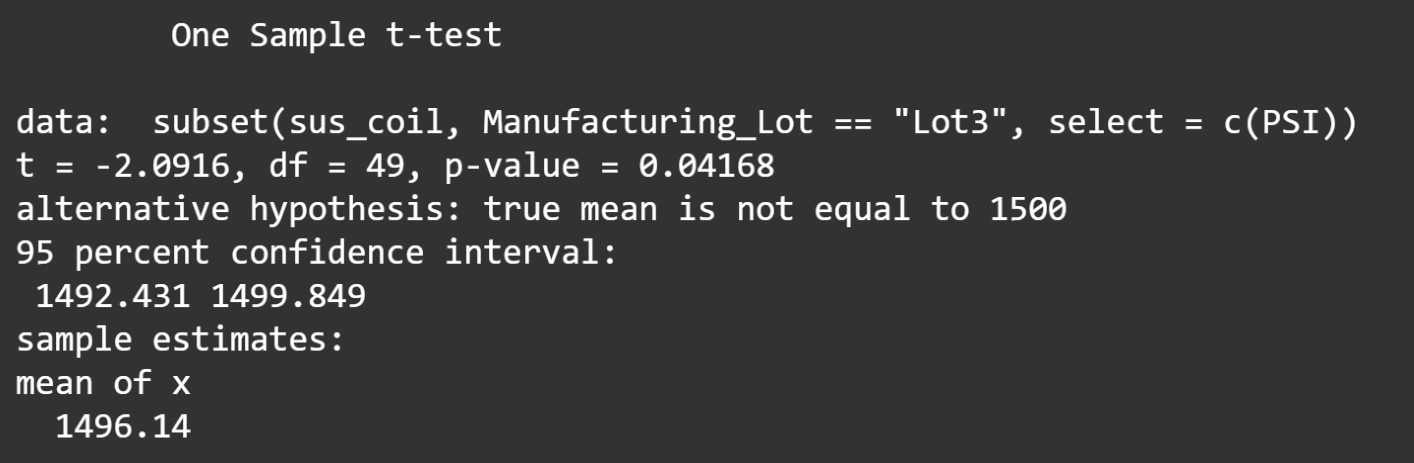 One Sample t-test
data:  subset(sus_coil, Manufacturing_Lot == "Lot3", select = c(PSI))
t = -2.0916, df = 49, p-value = 0.04168
alternative hypothesis: true mean is not equal to 1500
95 percent confidence interval:
1492.431 1499.849
sample estimates:
mean of x
1496.14